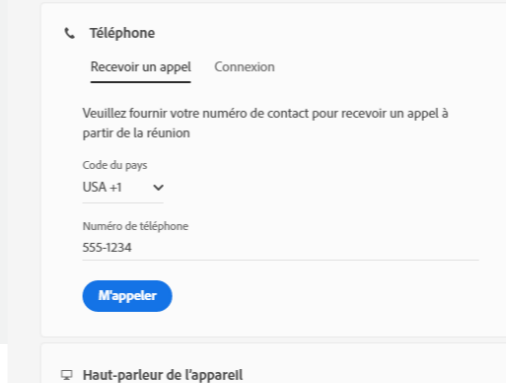 Téléphone
Recevoir un appel Connexion
Veuillez fournir votre numéro de contact pour recevoir un appel à
partir de la réunion
Code du pays
USA +1
Numéro de téléphone
555-1234
M'appeler
Haut-parleur de l'appareil